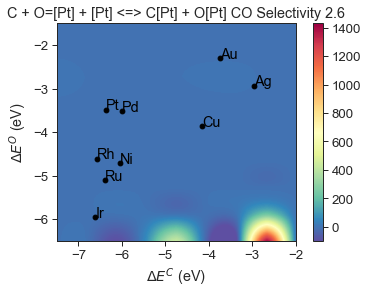 C + O=[Pt] + [Pt] <=> C[Pt] + O[Pt] CO Selectivity 2.6
ΔE^O (eV)
−2
−3
−4
−5
−6
Au
Ag
Pt
Pd
Cu
Rh
Ni
Ru
Ir
−7
−6
−5
−4
−3
−2
ΔE^C (eV)
1400
1200
1000
800
600
400
200
0